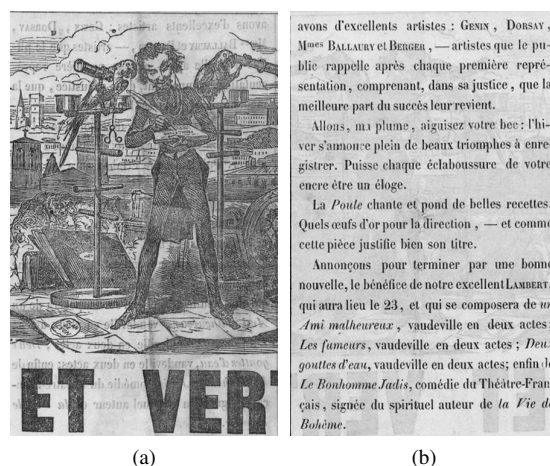 ET VERT
(a)
avons d'excellents artistes : GENIN, DORSAY,
Mmes BALLAURY et BERGER, — artistes que le pu-
blic rappelle après chaque première repré-
sentation, comprenant, dans sa justice, que la
meilleure part du succès leur revient.
Allons, ma plume, aiguisez votre bec : l'hi-
ver s'annonce plein de beaux triomphes à enre-
gistrer. Puisse chaque éclaboussure de votre
encre être un éloge.
La Poule chante et pond de belles recettes.
Quels œufs d'or pour la direction, — et comme
cette pièce justifie bien son titre.
Annonçons pour terminer par une bonne
nouvelle, le bénéfice de notre excellent LAMBERT,
qui aura lieu le 23, et qui se composera de un
Ami malheureux, vaudeville en deux actes
Les fumeurs, vaudeville en deux actes ; Deux
gouttes d'eau, vaudeville en deux actes; enfin de
Le Bonhomme Jadis, comédie du Théâtre-Fran
çais, signée du spirituel auteur de la Vie de
Bohème.
(b)